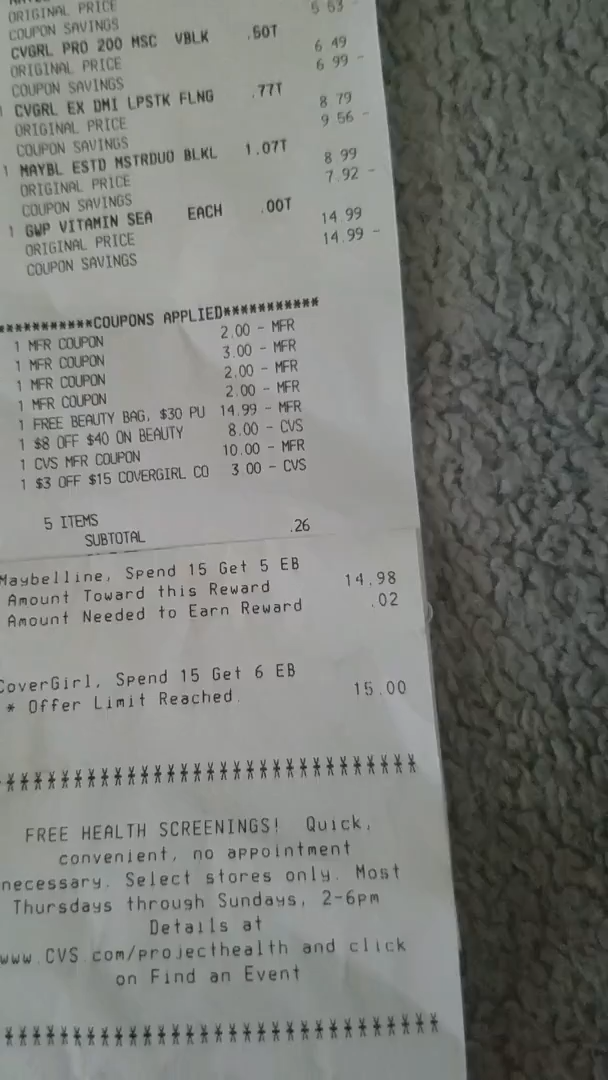 ORIGINAL PRICE
COUPON SAVINGS 5 53 -
CVGRL PRO 200 MSC VBLK .50T
ORIGINAL PRICE 6 49
COUPON SAVINGS 6 99 -
1 CVGRL EX DMI LPSTK FLNG .77T
ORIGINAL PRICE 8 79
COUPON SAVINGS 9 56 -
1 MAYBL ESTD MSTRDUO BLKL 1.07T
ORIGINAL PRICE 8 99
COUPON SAVINGS 7.92 -
1 GWP VITAMIN SEA EACH .00T
ORIGINAL PRICE 14.99
COUPON SAVINGS 14.99 -
***********COUPONS APPLIED***********
1 MFR COUPON 2.00 - MFR
1 MFR COUPON 3.00 - MFR
1 MFR COUPON 2.00 - MFR
1 MFR COUPON 2.00 - MFR
1 FREE BEAUTY BAG, $30 PU 14.99 - MFR
1 $8 OFF $40 ON BEAUTY 8.00 - CVS
1 CVS MFR COUPON 10.00 - MFR
1 $3 OFF $15 COVERGIRL CO 3 00 - CVS
5 ITEMS
SUBTOTAL .26
Maybelline, Spend 15 Get 5 EB
Amount Toward this Reward 14.98
Amount Needed to Earn Reward .02
CoverGirl, Spend 15 Get 6 EB
* Offer Limit Reached. 15.00
******************************
FREE HEALTH SCREENINGS! Quick,
convenient, no appointment
necessary. Select stores only. Most
Thursdays through Sundays, 2-6pm
Details at
www.CVS.com/projecthealth and click
on Find an Event
********************************